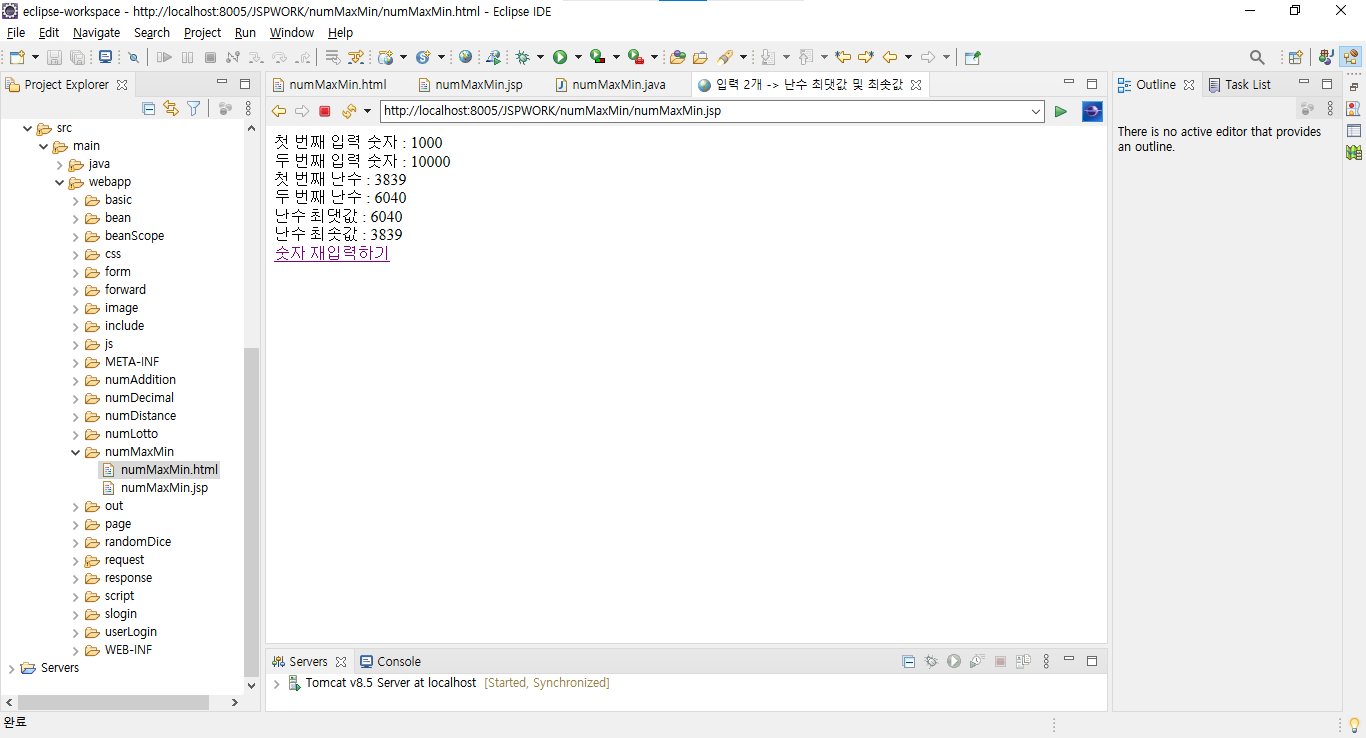 eclipse-workspace - http://localhost:8005/JSPWORK/numMaxMin/numMaxMin.html - Eclipse IDE
File Edit Navigate Search Project Run Window Help
Project Explorer
src
main
java
webapp
basic
bean
beanScope
css
form
forward
image
include
js
META-INF
numAddition
numDecimal
numDistance
numLotto
numMaxMin
numMaxMin.html
numMaxMin.jsp
out
page
randomDice
request
response
script
slogin
userLogin
WEB-INF
Servers
numMaxMin.html numMaxMin.jsp numMaxMin.java 입력 2개 -> 난수 최댓값 및 최솟값
http://localhost:8005/JSPWORK/numMaxMin/numMaxMin.jsp
첫 번째 입력 숫자 : 1000
두 번째 입력 숫자 : 10000
첫 번째 난수 : 3839
두 번째 난수 : 6040
난수 최댓값 : 6040
난수 최솟값 : 3839
숫자 재입력하기
Servers Console
Tomcat v8.5 Server at localhost [Started, Synchronized]
Outline Task List
There is no active editor that provides
an outline.
완료